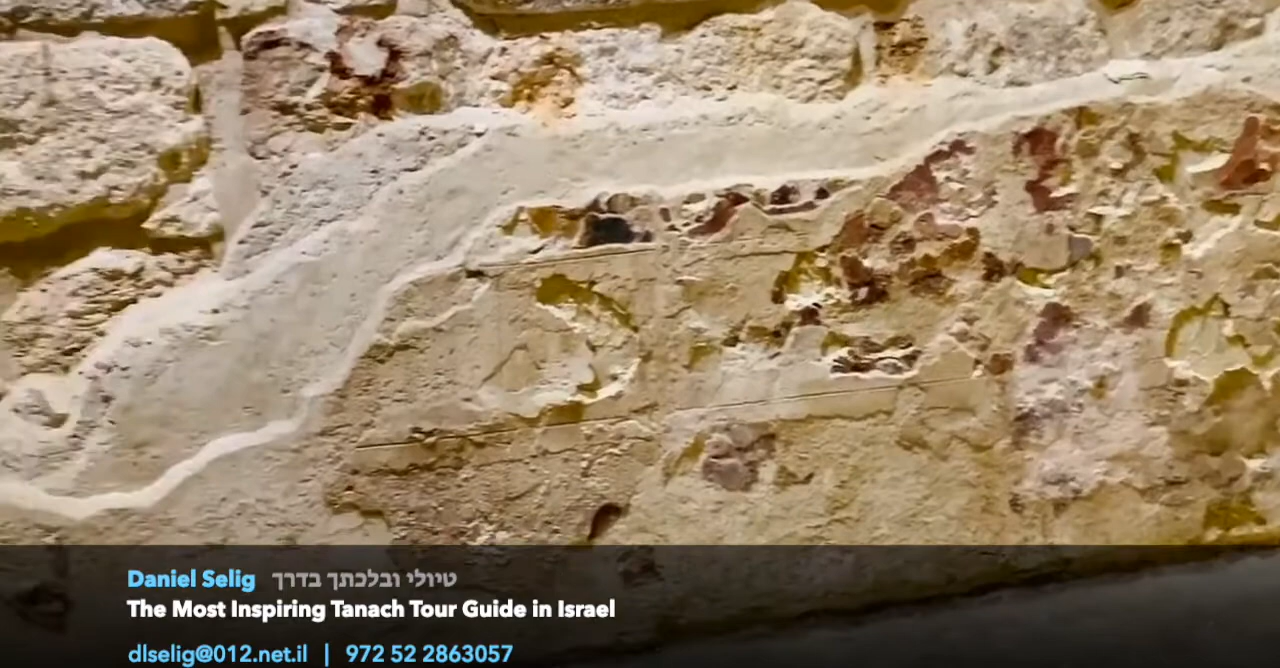 Daniel Selig טיולי ובלכתך בדרך
The Most Inspiring Tanach Tour Guide in Israel
dlselig@012.net.il | 972 52 2863057